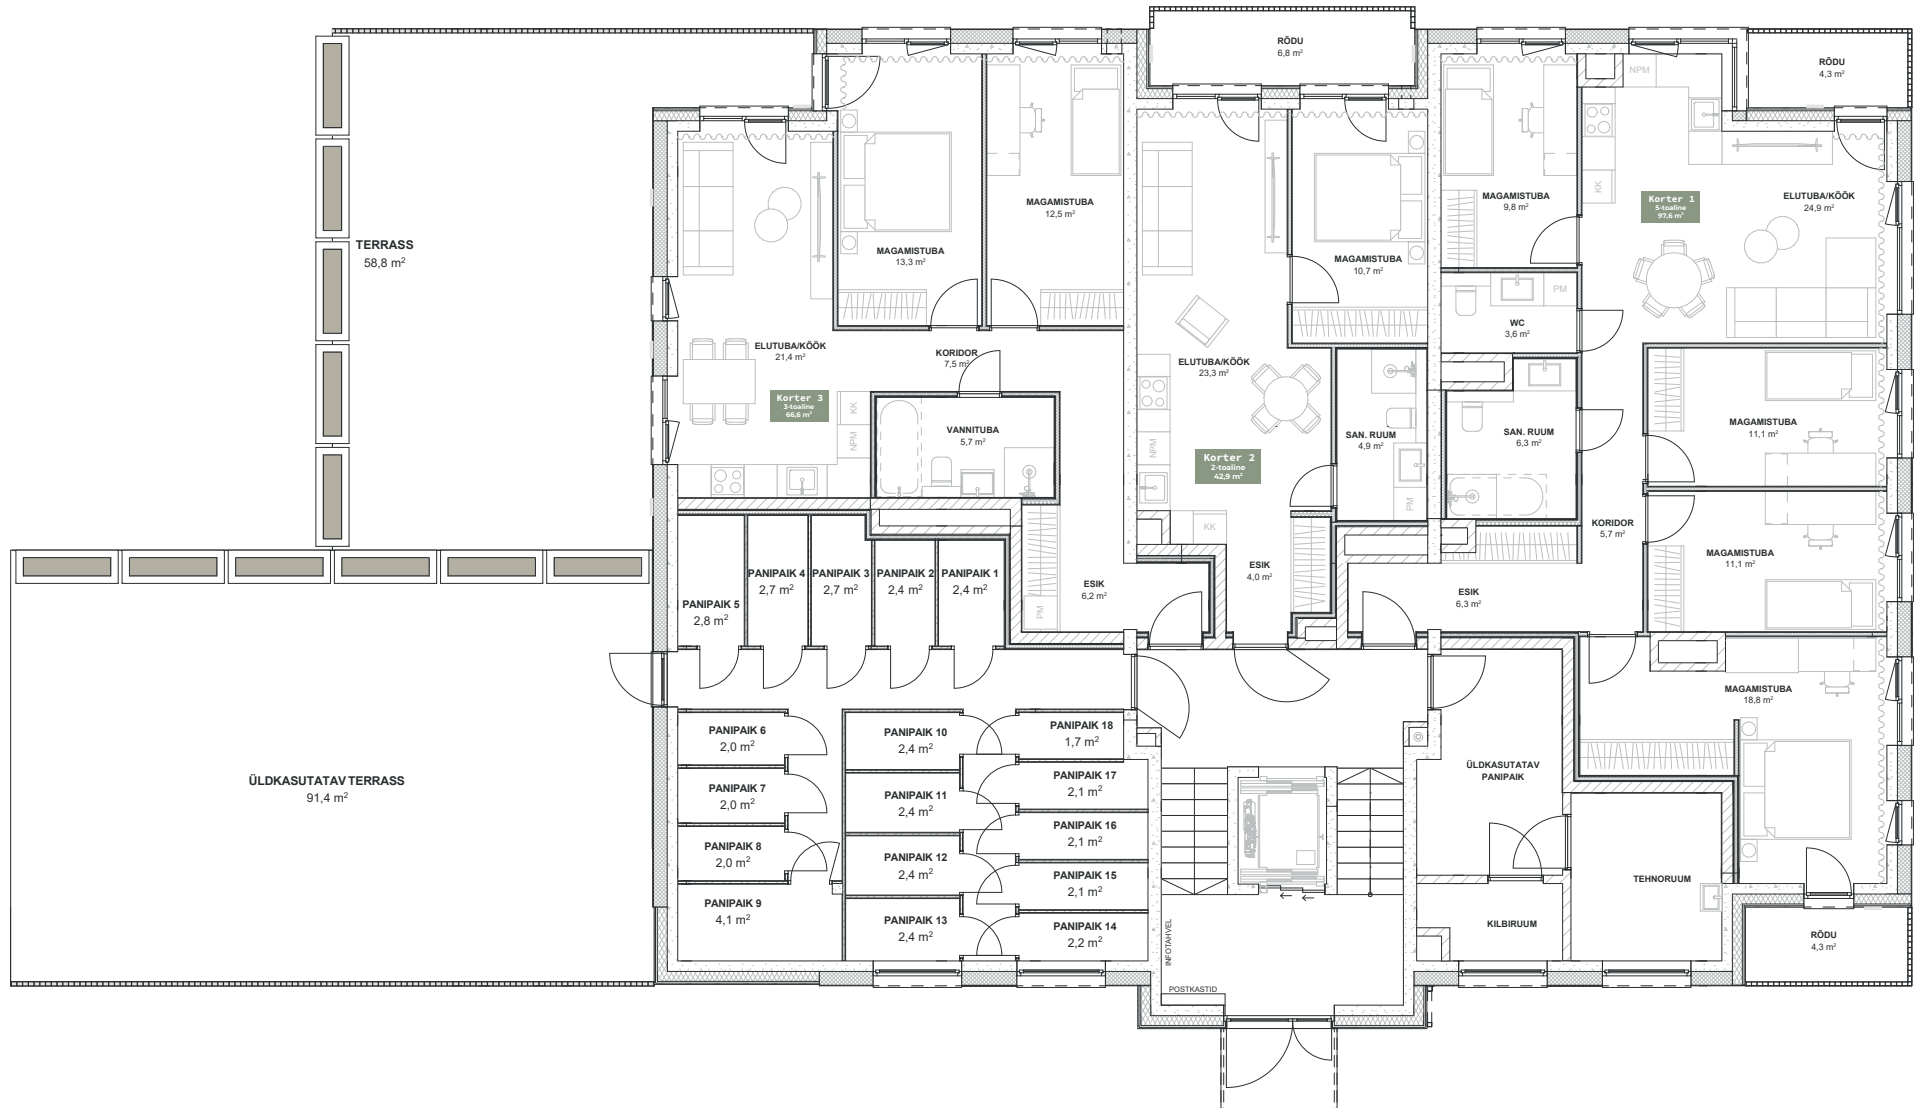 RÕDU
6,8 m²
RÕDU
4,3 m²
NPM
KK
TERRASS
58,8 m²
MAGAMISTUBA
13,3 m²
MAGAMISTUBA
12,5 m²
MAGAMISTUBA
10,7 m²
MAGAMISTUBA
9,8 m²
Korter 1
5-toaline
97,6 m²
ELUTUBA/KÖÖK
24,9 m²
PM
WC
3,6 m²
ELUTUBA/KÖÖK
21,4 m²
KORIDOR
7,5 m²
ELUTUBA/KÖÖK
23,3 m²
Korter 3
3-toaline
66,6 m²
KK
NPM
VANNITUBA
5,7 m²
NPM
Korter 2
2-toaline
42,9 m²
SAN. RUUM
4,9 m²
PM
SAN. RUUM
6,3 m²
MAGAMISTUBA
11,1 m²
KK
KORIDOR
5,7 m²
MAGAMISTUBA
11,1 m²
PANIPAIK 5
2,8 m²
PANIPAIK 4
2,7 m²
PANIPAIK 3
2,7 m²
PANIPAIK 2
2,4 m²
PANIPAIK 1
2,4 m²
PM
ESIK
6,2 m²
ESIK
4,0 m²
ESIK
6,3 m²
MAGAMISTUBA
18,8 m²
ÜLDKASUTATAV TERRASS
91,4 m²
PANIPAIK 6
2,0 m²
PANIPAIK 10
2,4 m²
PANIPAIK 18
1,7 m²
PANIPAIK 7
2,0 m²
PANIPAIK 11
2,4 m²
PANIPAIK 17
2,1 m²
ÜLDKASUTATAV
PANIPAIK
PANIPAIK 8
2,0 m²
PANIPAIK 12
2,4 m²
PANIPAIK 16
2,1 m²
PANIPAIK 15
2,1 m²
TEHNORUUM
PANIPAIK 9
4,1 m²
PANIPAIK 13
2,4 m²
PANIPAIK 14
2,2 m²
INFOTAHVEL
POSTKASTID
KILBIRUUM
RÕDU
4,3 m²